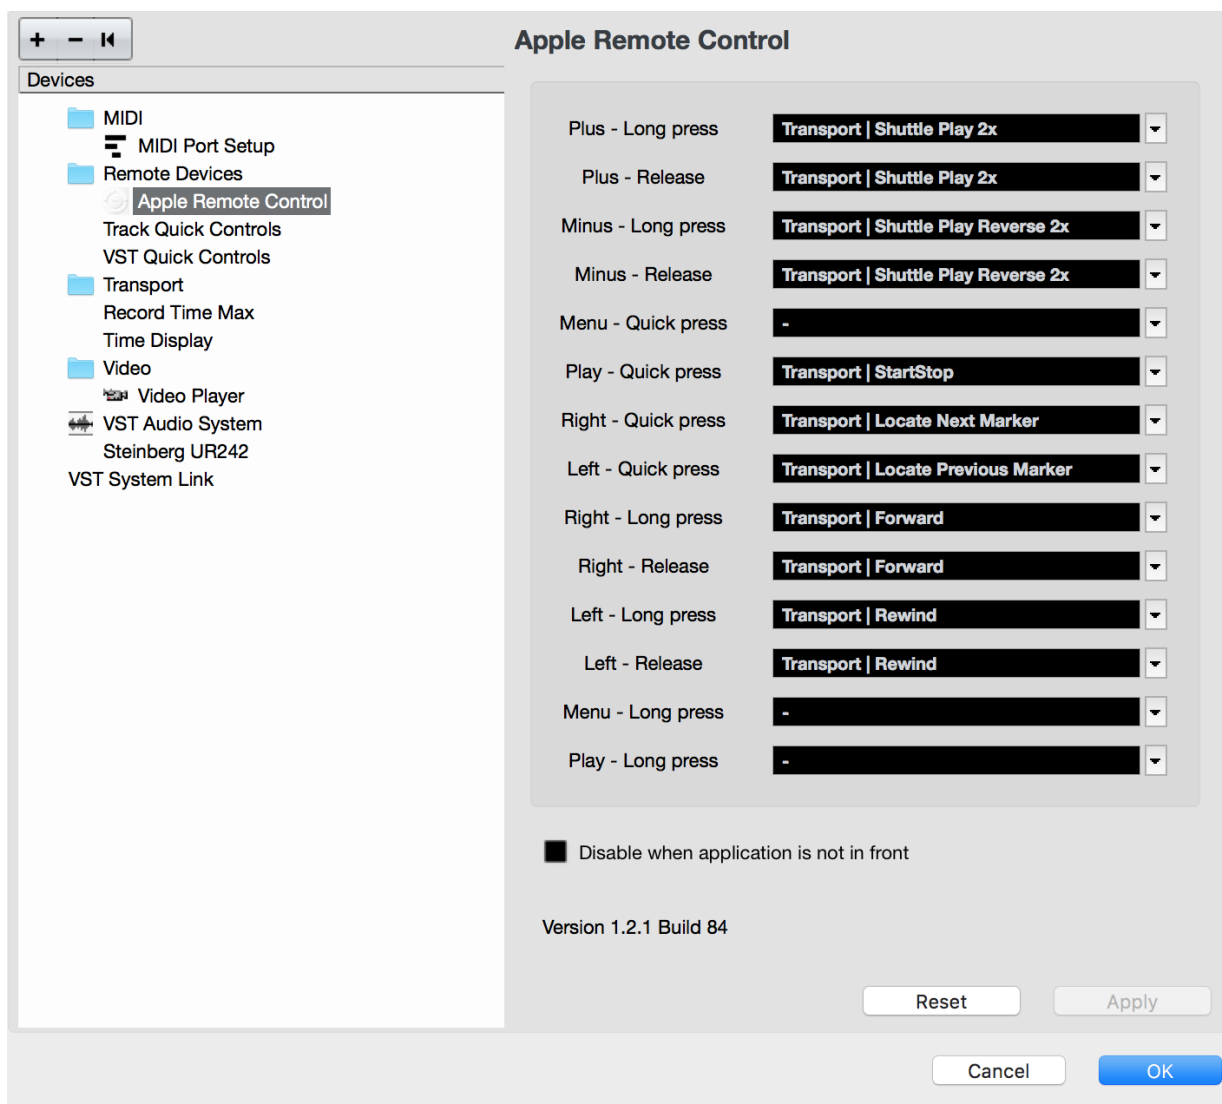 Apple Remote Control
Devices
MIDI
MIDI Port Setup
Remote Devices
Apple Remote Control
Track Quick Controls
VST Quick Controls
Transport
Record Time Max
Time Display
Video
Video Player
VST Audio System
Steinberg UR242
VST System Link
Plus - Long press Transport | Shuttle Play 2x
Plus - Release Transport | Shuttle Play 2x
Minus - Long press Transport | Shuttle Play Reverse 2x
Minus - Release Transport | Shuttle Play Reverse 2x
Menu - Quick press -
Play - Quick press Transport | StartStop
Right - Quick press Transport | Locate Next Marker
Left - Quick press Transport | Locate Previous Marker
Right - Long press Transport | Forward
Right - Release Transport | Forward
Left - Long press Transport | Rewind
Left - Release Transport | Rewind
Menu - Long press -
Play - Long press -
Disable when application is not in front
Version 1.2.1 Build 84
Reset Apply
Cancel OK